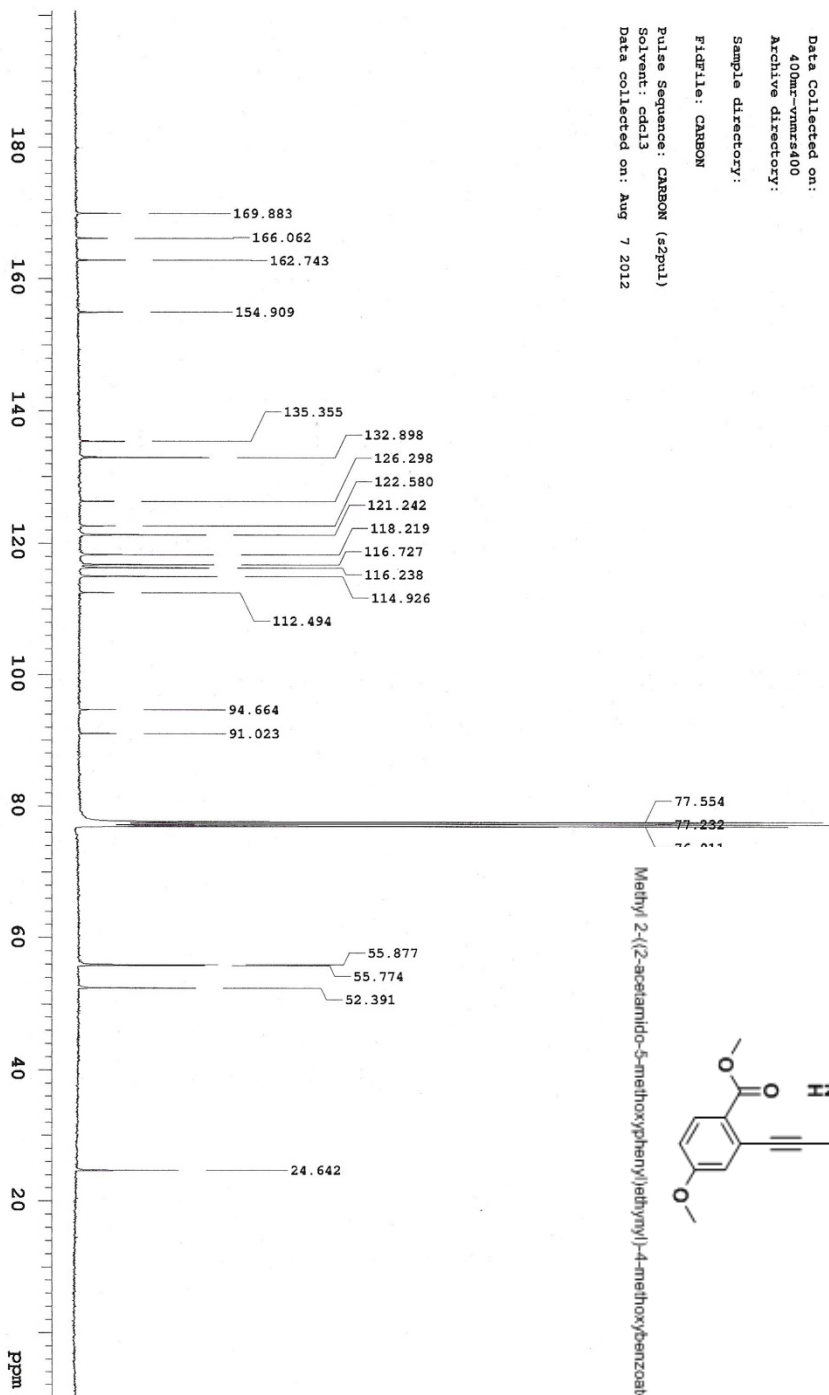 Data Collected on:
400mr-vnmrs400
Archive directory:
Sample directory:
FidFile: CARBON
Pulse Sequence: CARBON (s2pul)
Solvent: cdcl3
Data collected on: Aug 7 2012
169.883
166.062
162.743
154.909
135.355
132.898
126.298
122.580
121.242
118.219
116.727
116.238
114.926
112.494
94.664
91.023
77.554
77.232
55.877
55.774
52.391
24.642
180
160
140
120
100
80
60
40
20
ppm
O
O
O
Methyl 2-((2-acetamido-5-methoxyphenyl)ethynyl)-4-methoxybenzoat